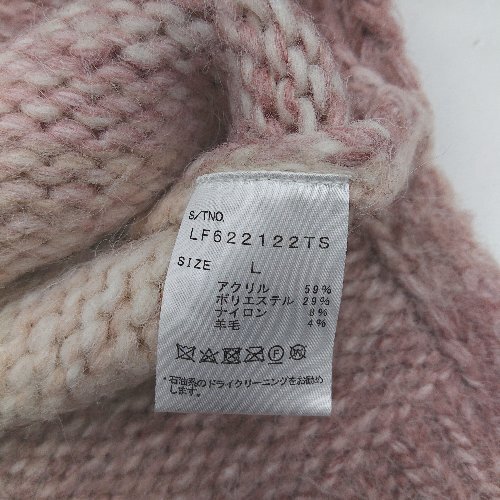 S/TNO.
LF622122TS
SIZE L
アクリル 59%
ポリエステル 29%
ナイロン 8%
羊毛 4%
・石油系のドライクリーニングをお勧め
します。